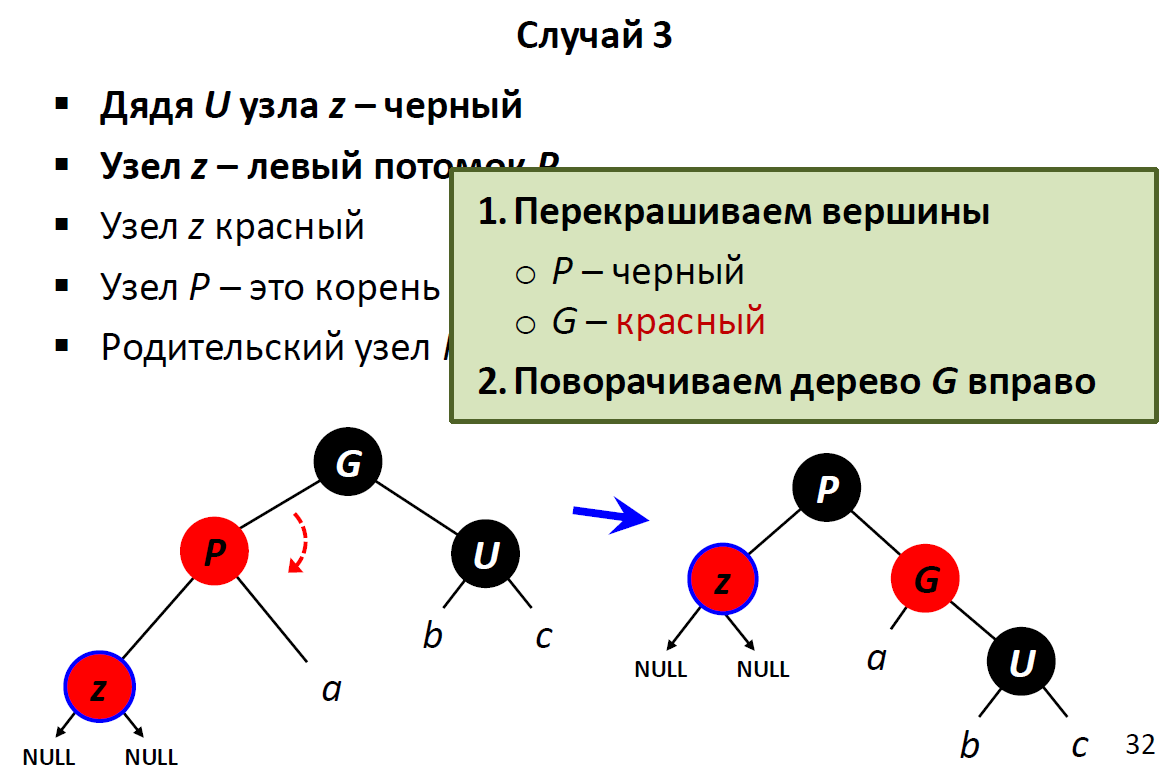 Случай 3
▪ Дядя U узла z – черный
▪ Узел z – левый потомок P
▪ Узел z красный
▪ Узел P – это корень
▪ Родительский узел
1. Перекрашиваем вершины
o P – черный
o G – красный
2. Поворачиваем дерево G вправо
G
P
U
b c
z
a
NULL NULL
P
z
G
NULL NULL
a
U
b c
32